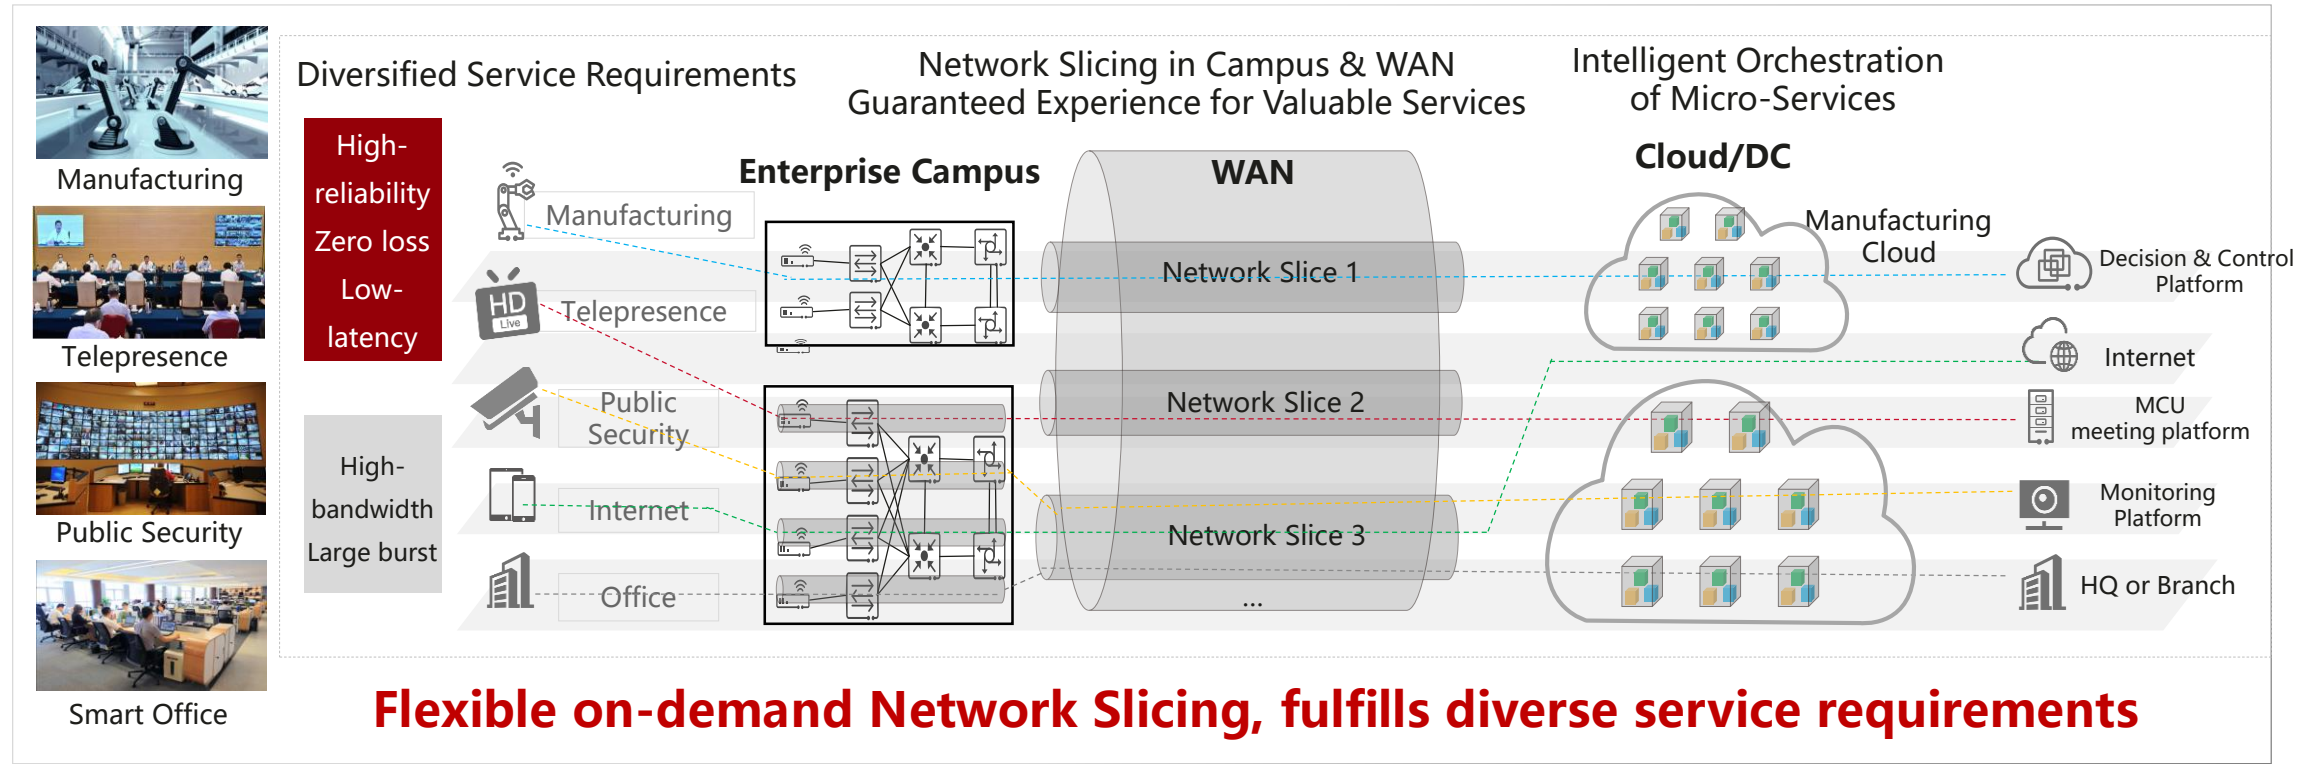 Manufacturing
Telepresence
Public Security
Smart Office
Diversified Service Requirements
High-
reliability
Zero loss
Low-
latency
High-
bandwidth
Large burst
Manufacturing
HD
Live
Telepresence
Public
Security
Internet
Office
Network Slicing in Campus & WAN
Guaranteed Experience for Valuable Services
Enterprise Campus
WAN
Network Slice 1
Network Slice 2
Network Slice 3
...
Intelligent Orchestration
of Micro-Services
Cloud/DC
Manufacturing
Cloud
Decision & Control
Platform
Internet
MCU
meeting platform
Monitoring
Platform
HQ or Branch
Flexible on-demand Network Slicing, fulfills diverse service requirements